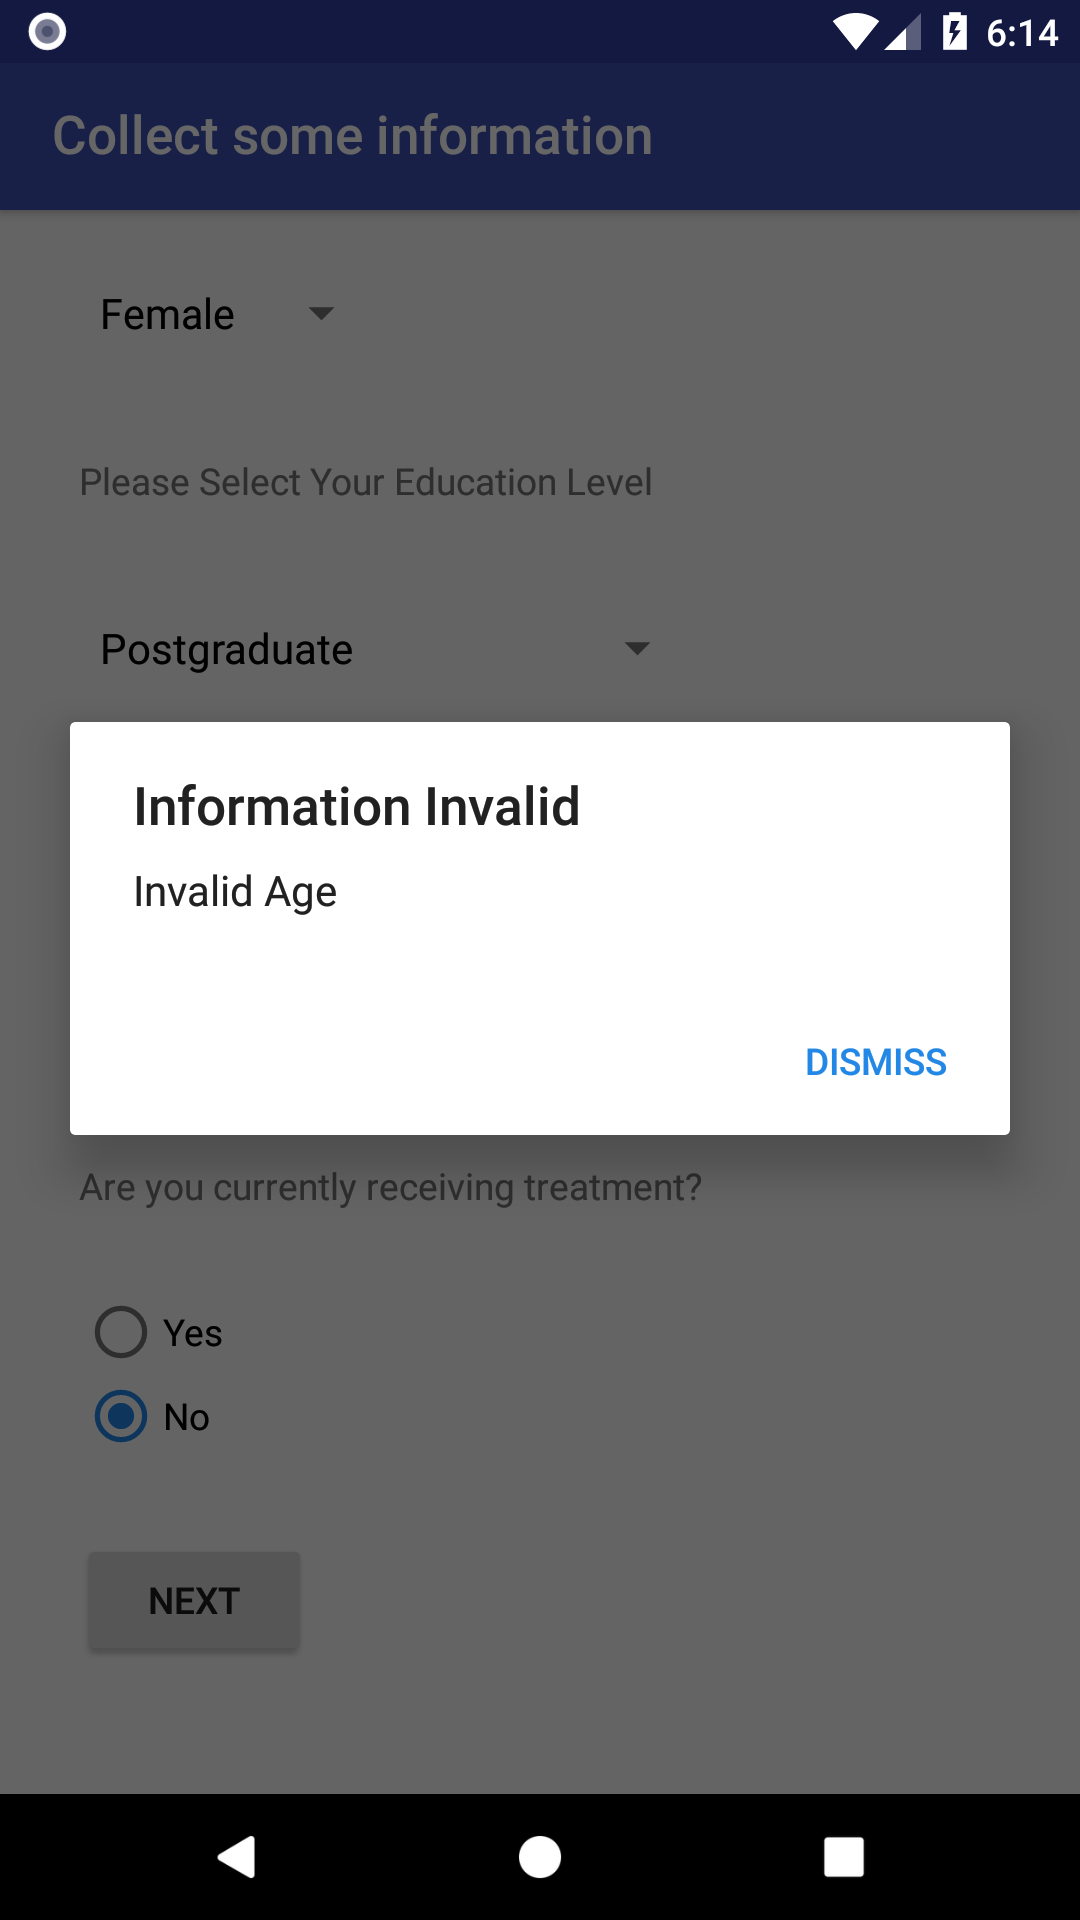 6:14
Collect some information
Female
Please Select Your Education Level
Postgraduate
Information Invalid
Invalid Age
DISMISS
Are you currently receiving treatment?
Yes
No
NEXT